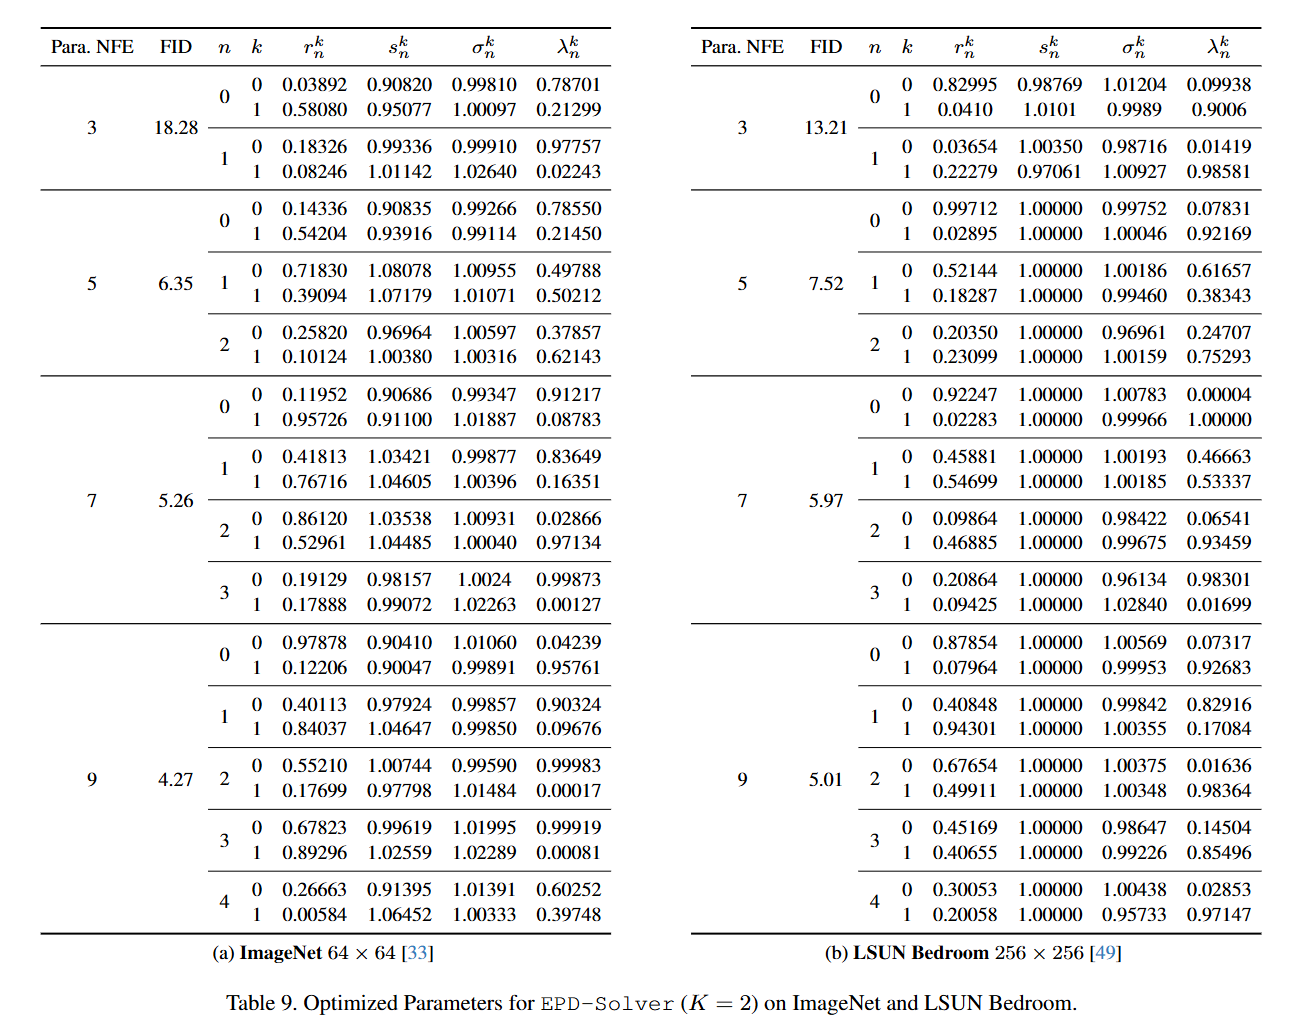 Para. NFE FID n k r_n^k s_n^k σ_n^k λ_n^k
3 18.28 0 0 0.03892 0.90820 0.99810 0.78701
1 0.58080 0.95077 1.00097 0.21299
1 0 0.18326 0.99336 0.99910 0.97757
1 0.08246 1.01142 1.02640 0.02243
5 6.35 0 0 0.14336 0.90835 0.99266 0.78550
1 0.54204 0.93916 0.99114 0.21450
1 0 0.71830 1.08078 1.00955 0.49788
1 0.39094 1.07179 1.01071 0.50212
2 0 0.25820 0.96964 1.00597 0.37857
1 0.10124 1.00380 1.00316 0.62143
7 5.26 0 0 0.11952 0.90686 0.99347 0.91217
1 0.95726 0.91100 1.01887 0.08783
1 0 0.41813 1.03421 0.99877 0.83649
1 0.76716 1.04605 1.00396 0.16351
2 0 0.86120 1.03538 1.00931 0.02866
1 0.52961 1.04485 1.00040 0.97134
3 0 0.19129 0.98157 1.0024 0.99873
1 0.17888 0.99072 1.02263 0.00127
9 4.27 0 0 0.97878 0.90410 1.01060 0.04239
1 0.12206 0.90047 0.99891 0.95761
1 0 0.40113 0.97924 0.99857 0.90324
1 0.84037 1.04647 0.99850 0.09676
2 0 0.55210 1.00744 0.99590 0.99983
1 0.17699 0.97798 1.01484 0.00017
3 0 0.67823 0.99619 1.01995 0.99919
1 0.89296 1.02559 1.02289 0.00081
4 0 0.26663 0.91395 1.01391 0.60252
1 0.00584 1.06452 1.00333 0.39748
(a) ImageNet 64 × 64 [33]
Para. NFE FID n k r_n^k s_n^k σ_n^k λ_n^k
3 13.21 0 0 0.82995 0.98769 1.01204 0.09938
1 0.0410 1.0101 0.9989 0.9006
1 0 0.03654 1.00350 0.98716 0.01419
1 0.22279 0.97061 1.00927 0.98581
5 7.52 0 0 0.99712 1.00000 0.99752 0.07831
1 0.02895 1.00000 1.00046 0.92169
1 0 0.52144 1.00000 1.00186 0.61657
1 0.18287 1.00000 0.99460 0.38343
2 0 0.20350 1.00000 0.96961 0.24707
1 0.23099 1.00000 1.00159 0.75293
7 5.97 0 0 0.92247 1.00000 1.00783 0.00004
1 0.02283 1.00000 0.99966 1.00000
1 0 0.45881 1.00000 1.00193 0.46663
1 0.54699 1.00000 1.00185 0.53337
2 0 0.09864 1.00000 0.98422 0.06541
1 0.46885 1.00000 0.99675 0.93459
3 0 0.20864 1.00000 0.96134 0.98301
1 0.09425 1.00000 1.02840 0.01699
9 5.01 0 0 0.87854 1.00000 1.00569 0.07317
1 0.07964 1.00000 0.99953 0.92683
1 0 0.40848 1.00000 0.99842 0.82916
1 0.94301 1.00000 1.00355 0.17084
2 0 0.67654 1.00000 1.00375 0.01636
1 0.49911 1.00000 1.00348 0.98364
3 0 0.45169 1.00000 0.98647 0.14504
1 0.40655 1.00000 0.99226 0.85496
4 0 0.30053 1.00000 1.00438 0.02853
1 0.20058 1.00000 0.95733 0.97147
(b) LSUN Bedroom 256 × 256 [49]
Table 9. Optimized Parameters for EPD-Solver (K = 2) on ImageNet and LSUN Bedroom.